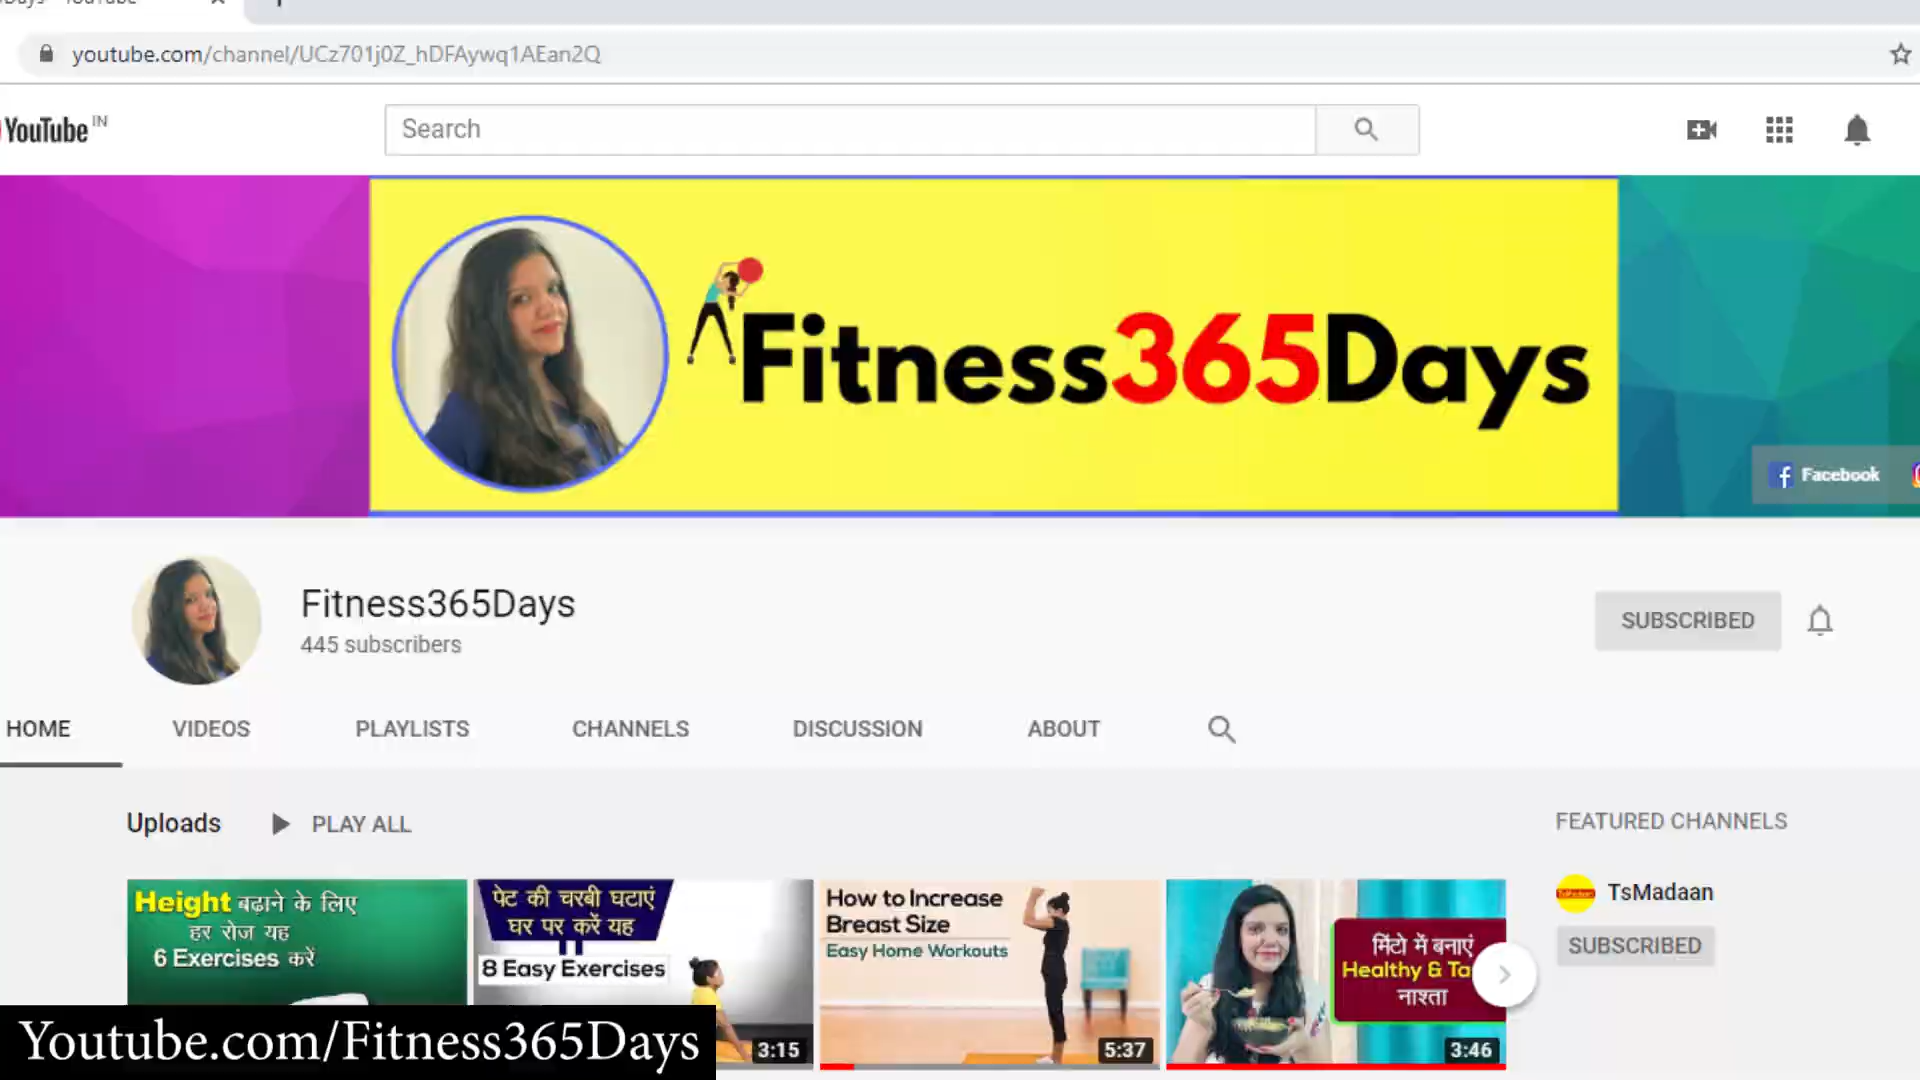 youtube.com/channel/UCz701j0Z_hDFAywq1AEan2Q
YouTube IN
Search
Fitness365Days
Facebook
Fitness365Days
445 subscribers
SUBSCRIBED
HOME VIDEOS PLAYLISTS CHANNELS DISCUSSION ABOUT
Uploads PLAY ALL
FEATURED CHANNELS
Height बढ़ाने के लिए
हर रोज यह
6 Exercises करें
पेट की चरबी घटाएं
घर पर करें यह
8 Easy Exercises
3:15
How to Increase
Breast Size
Easy Home Workouts
5:37
मिंटो में बनाएं
Healthy & Ta
नाश्ता
3:46
TsMadaan
SUBSCRIBED
Youtube.com/Fitness365Days